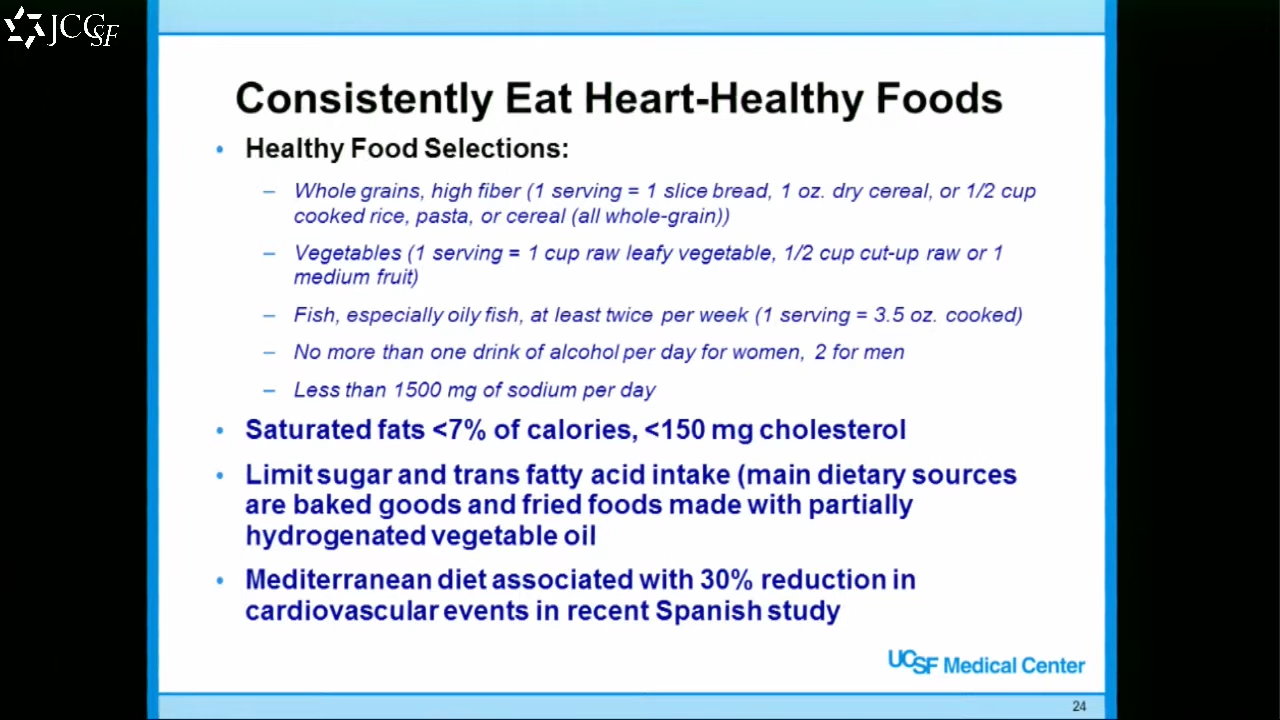 JCCSF
Consistently Eat Heart-Healthy Foods
• Healthy Food Selections:
– Whole grains, high fiber (1 serving = 1 slice bread, 1 oz. dry cereal, or 1/2 cup
cooked rice, pasta, or cereal (all whole-grain))
– Vegetables (1 serving = 1 cup raw leafy vegetable, 1/2 cup cut-up raw or 1
medium fruit)
– Fish, especially oily fish, at least twice per week (1 serving = 3.5 oz. cooked)
– No more than one drink of alcohol per day for women, 2 for men
– Less than 1500 mg of sodium per day
• Saturated fats <7% of calories, <150 mg cholesterol
• Limit sugar and trans fatty acid intake (main dietary sources
are baked goods and fried foods made with partially
hydrogenated vegetable oil
• Mediterranean diet associated with 30% reduction in
cardiovascular events in recent Spanish study
UCSF Medical Center
24